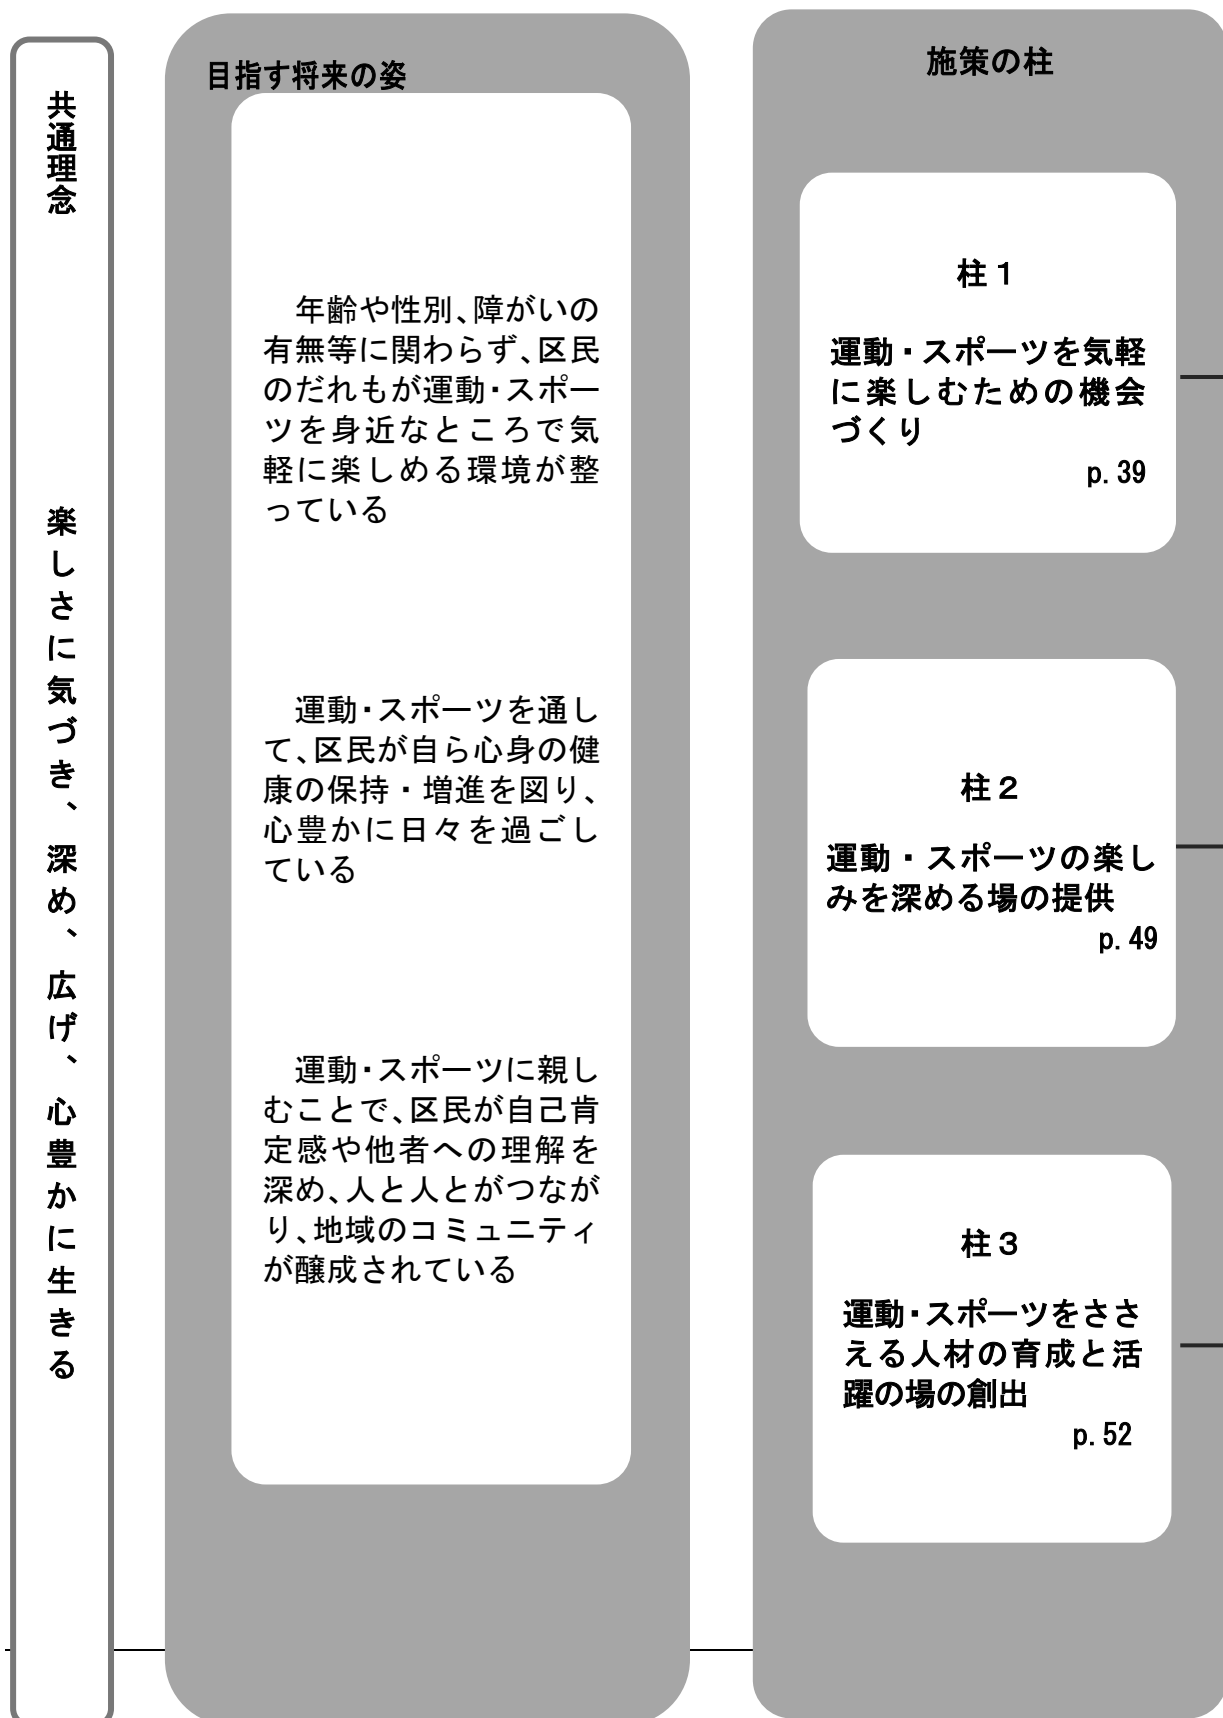 共通理念
楽しさに気づき、深め、広げ、心豊かに生きる
目指す将来の姿
年齢や性別、障がいの
有無等に関わらず、区民
のだれもが運動・スポー
ツを身近なところで気
軽に楽しめる環境が整
っている
運動・スポーツを通し
て、区民が自ら心身の健
康の保持・増進を図り、
心豊かに日々を過ごし
ている
運動・スポーツに親し
むことで、区民が自己肯
定感や他者への理解を
深め、人と人とがつなが
り、地域のコミュニティ
が醸成されている
施策の柱
柱1
運動・スポーツを気軽
に楽しむための機会
づくり
p. 39
柱2
運動・スポーツの楽し
みを深める場の提供
p. 49
柱3
運動・スポーツをささ
える人材の育成と活
躍の場の創出
p. 52